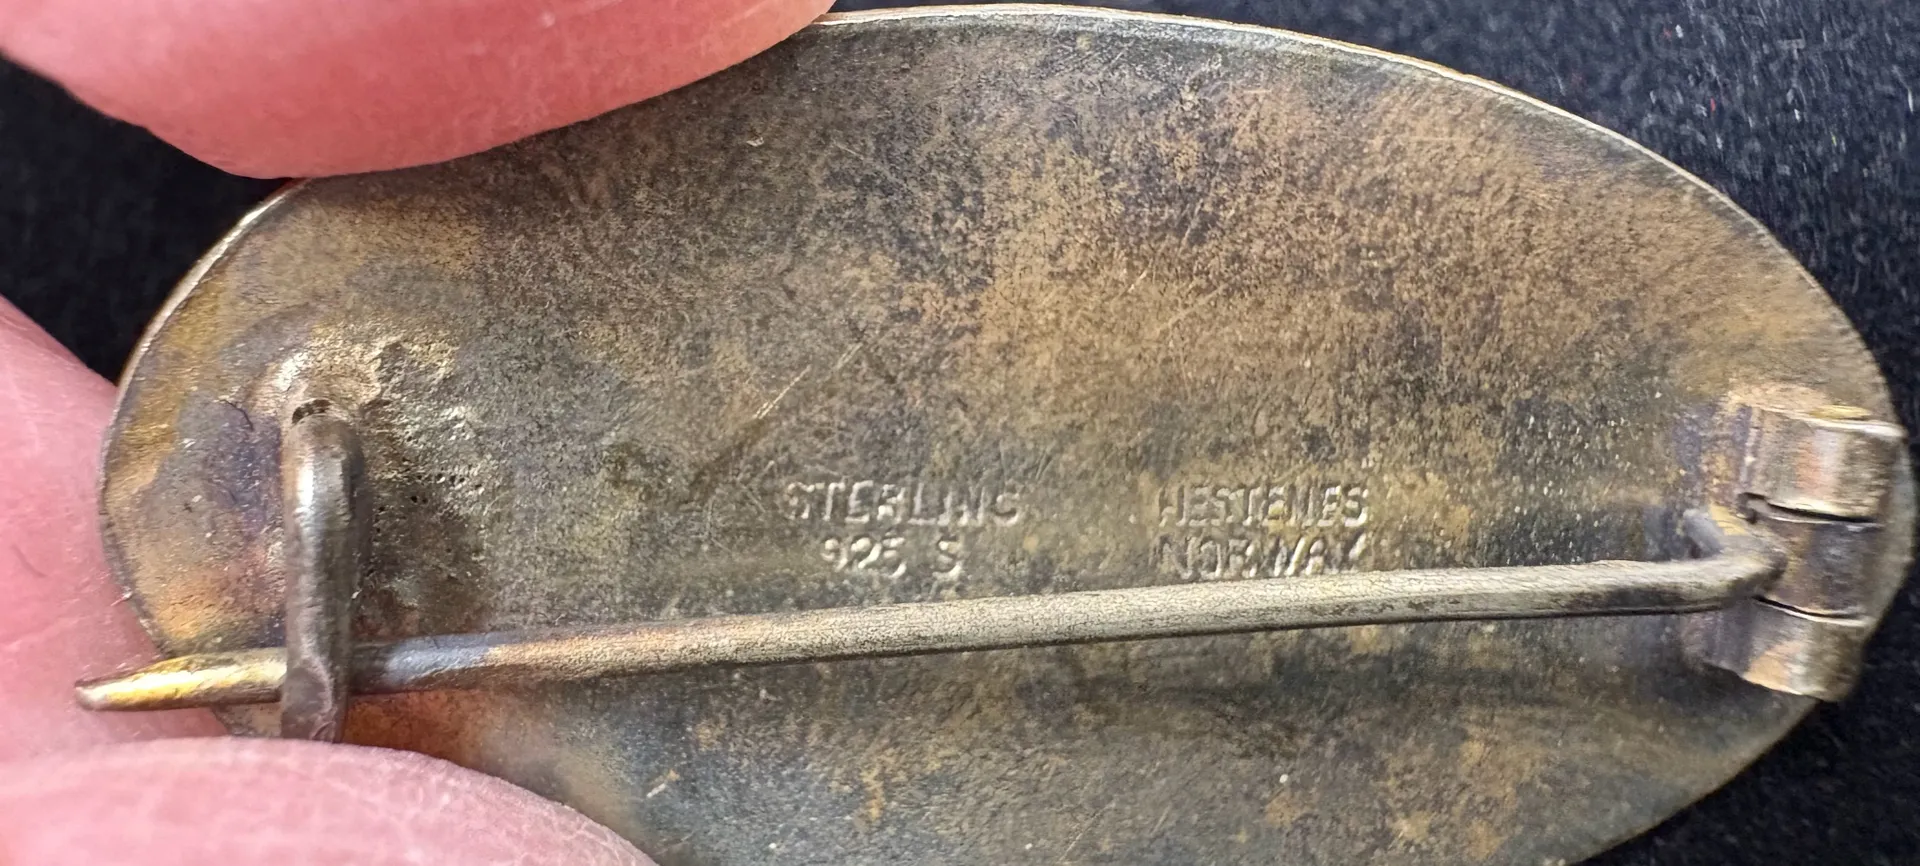 STERLING
925 S
HESTENES
NORWAY